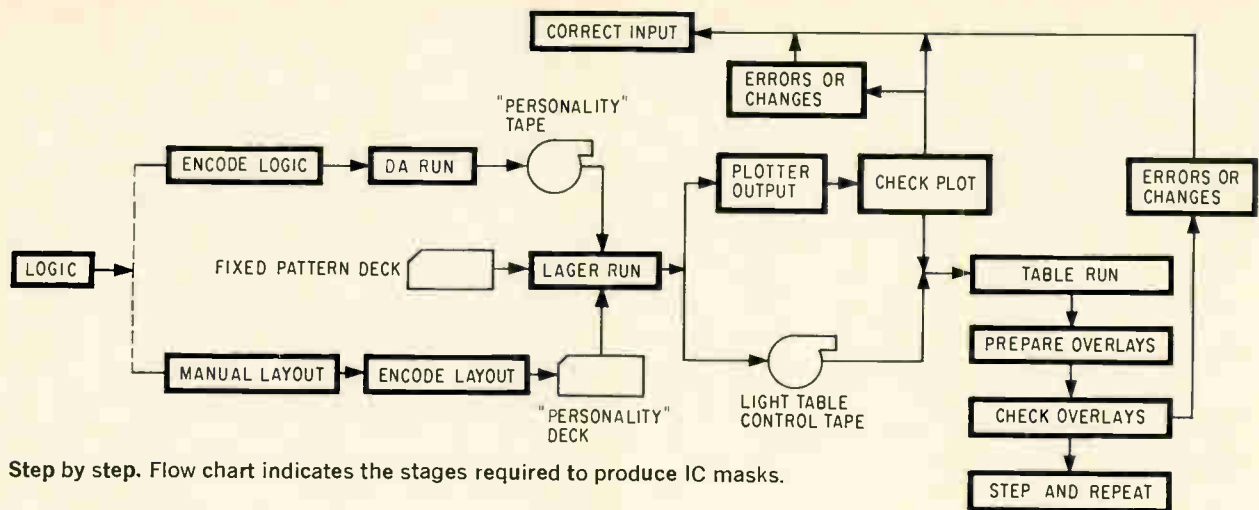 CORRECT INPUT
ERRORS OR
CHANGES
"PERSONALITY"
TAPE
ENCODE LOGIC
DA RUN
PLOTTER
OUTPUT
CHECK PLOT
ERRORS OR
CHANGES
LOGIC
FIXED PATTERN DECK
LAGER RUN
TABLE RUN
PREPARE OVERLAYS
MANUAL LAYOUT
ENCODE LAYOUT
"PERSONALITY"
DECK
LIGHT TABLE
CONTROL TAPE
CHECK OVERLAYS
STEP AND REPEAT
Step by step. Flow chart indicates the stages required to produce IC masks.